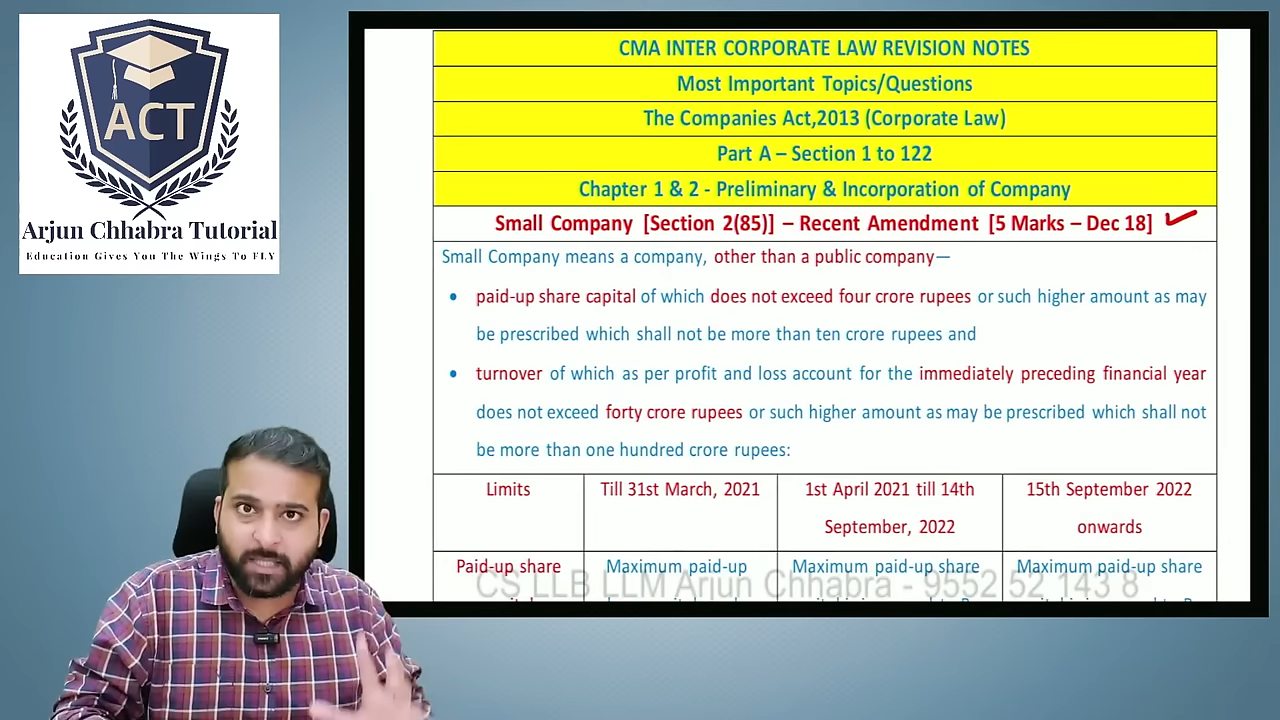 ACT
Arjun Chhabra Tutorial
Education Gives You The Wings To FLY
CMA INTER CORPORATE LAW REVISION NOTES
Most Important Topics/Questions
The Companies Act,2013 (Corporate Law)
Part A – Section 1 to 122
Chapter 1 & 2 - Preliminary & Incorporation of Company
Small Company [Section 2(85)] – Recent Amendment [5 Marks – Dec 18]
Small Company means a company, other than a public company—
• paid-up share capital of which does not exceed four crore rupees or such higher amount as may
be prescribed which shall not be more than ten crore rupees and
• turnover of which as per profit and loss account for the immediately preceding financial year
does not exceed forty crore rupees or such higher amount as may be prescribed which shall not
be more than one hundred crore rupees:
Limits
Till 31st March, 2021
1st April 2021 till 14th
September, 2022
15th September 2022
onwards
Paid-up share
Maximum paid-up
Maximum paid-up share
Maximum paid-up share
CS LLB LLM Arjun Chhabra - 9552 52 143 8